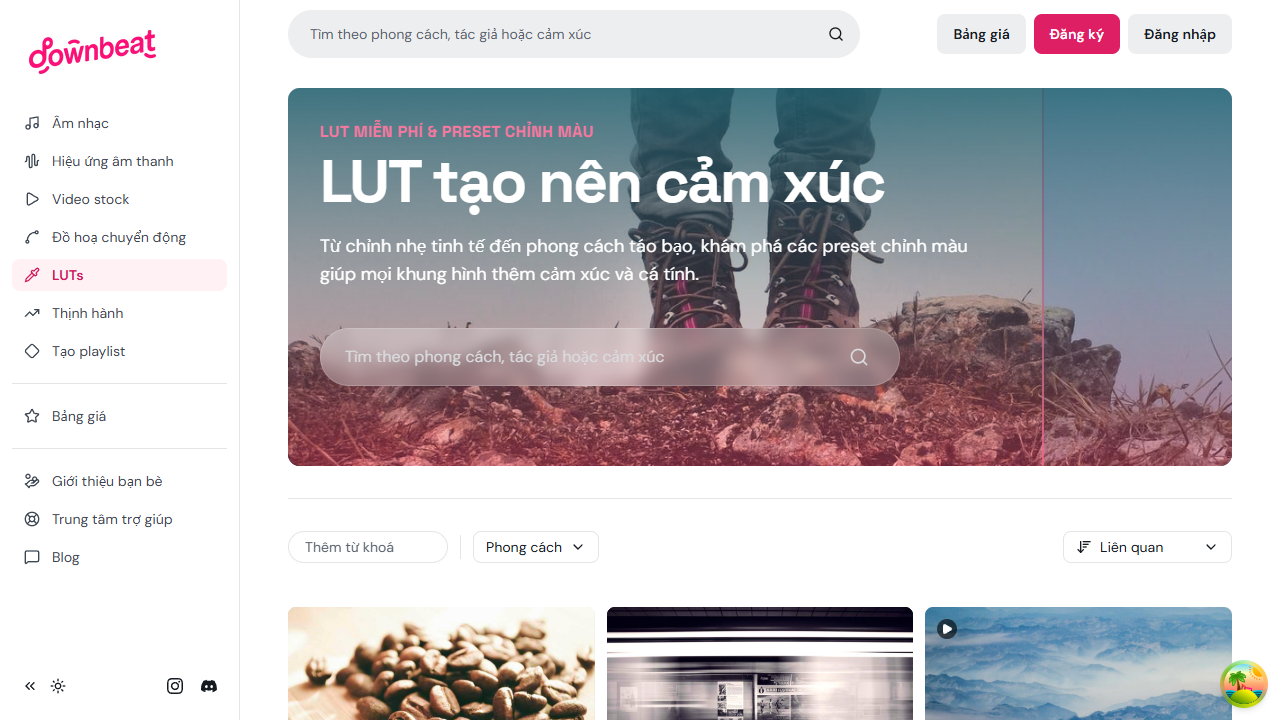 downbeat
Âm nhạc
Hiệu ứng âm thanh
Video stock
Đồ hoạ chuyển động
LUTs
Thịnh hành
Tạo playlist
Bảng giá
Giới thiệu bạn bè
Trung tâm trợ giúp
Blog
Tìm theo phong cách, tác giả hoặc cảm xúc
Bảng giá
Đăng ký
Đăng nhập
LUT MIỄN PHÍ & PRESET CHỈNH MÀU
LUT tạo nên cảm xúc
Từ chỉnh nhẹ tinh tế đến phong cách táo bạo, khám phá các preset chỉnh màu
giúp mọi khung hình thêm cảm xúc và cá tính.
Tìm theo phong cách, tác giả hoặc cảm xúc
Thêm từ khoá
Phong cách
Liên quan